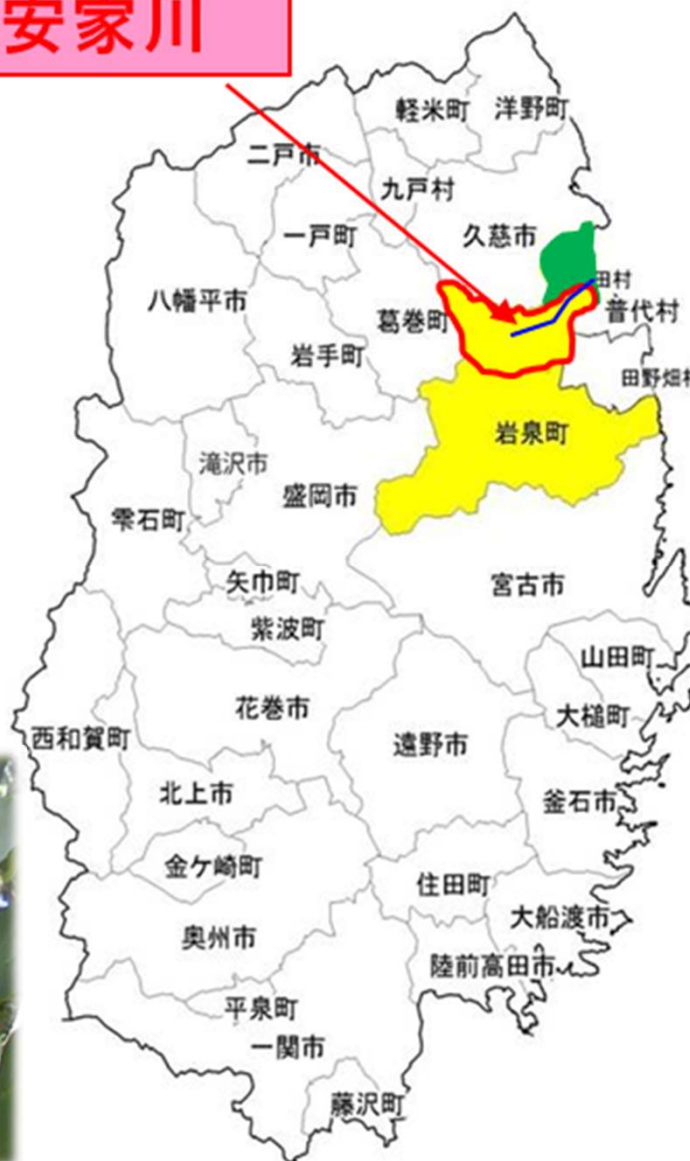 安家川
軽米町
洋野町
二戸市
九戸村
一戸町
久慈市
田村
八幡平市
葛巻町
普代村
岩手町
田野畑村
岩泉町
滝沢市
盛岡市
雫石町
矢巾町
宮古市
紫波町
山田町
花巻市
大槌町
西和賀町
遠野市
北上市
釜石市
金ケ崎町
住田町
大船渡市
奥州市
陸前高田市
平泉町
一関市
藤沢町